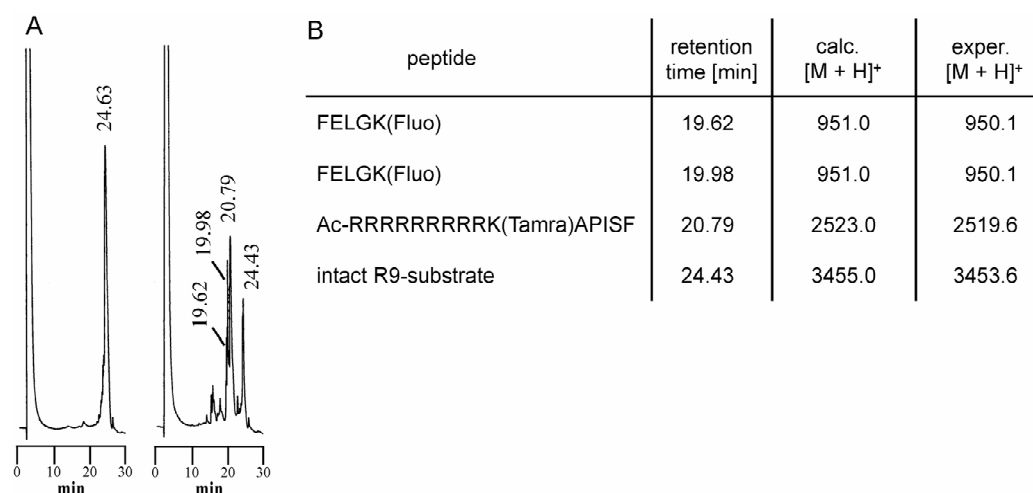 A
24.63
19.62
19.98
20.79
24.43
0 10 20 30
min
0 10 20 30
min
B
peptide
retention time [min]
calc. [M + H]+
exper. [M + H]+
FELGK(Fluo) 19.62 951.0 950.1
FELGK(Fluo) 19.98 951.0 950.1
Ac-RRRRRRRRRK(Tamra)APISF 20.79 2523.0 2519.6
intact R9-substrate 24.43 3455.0 3453.6